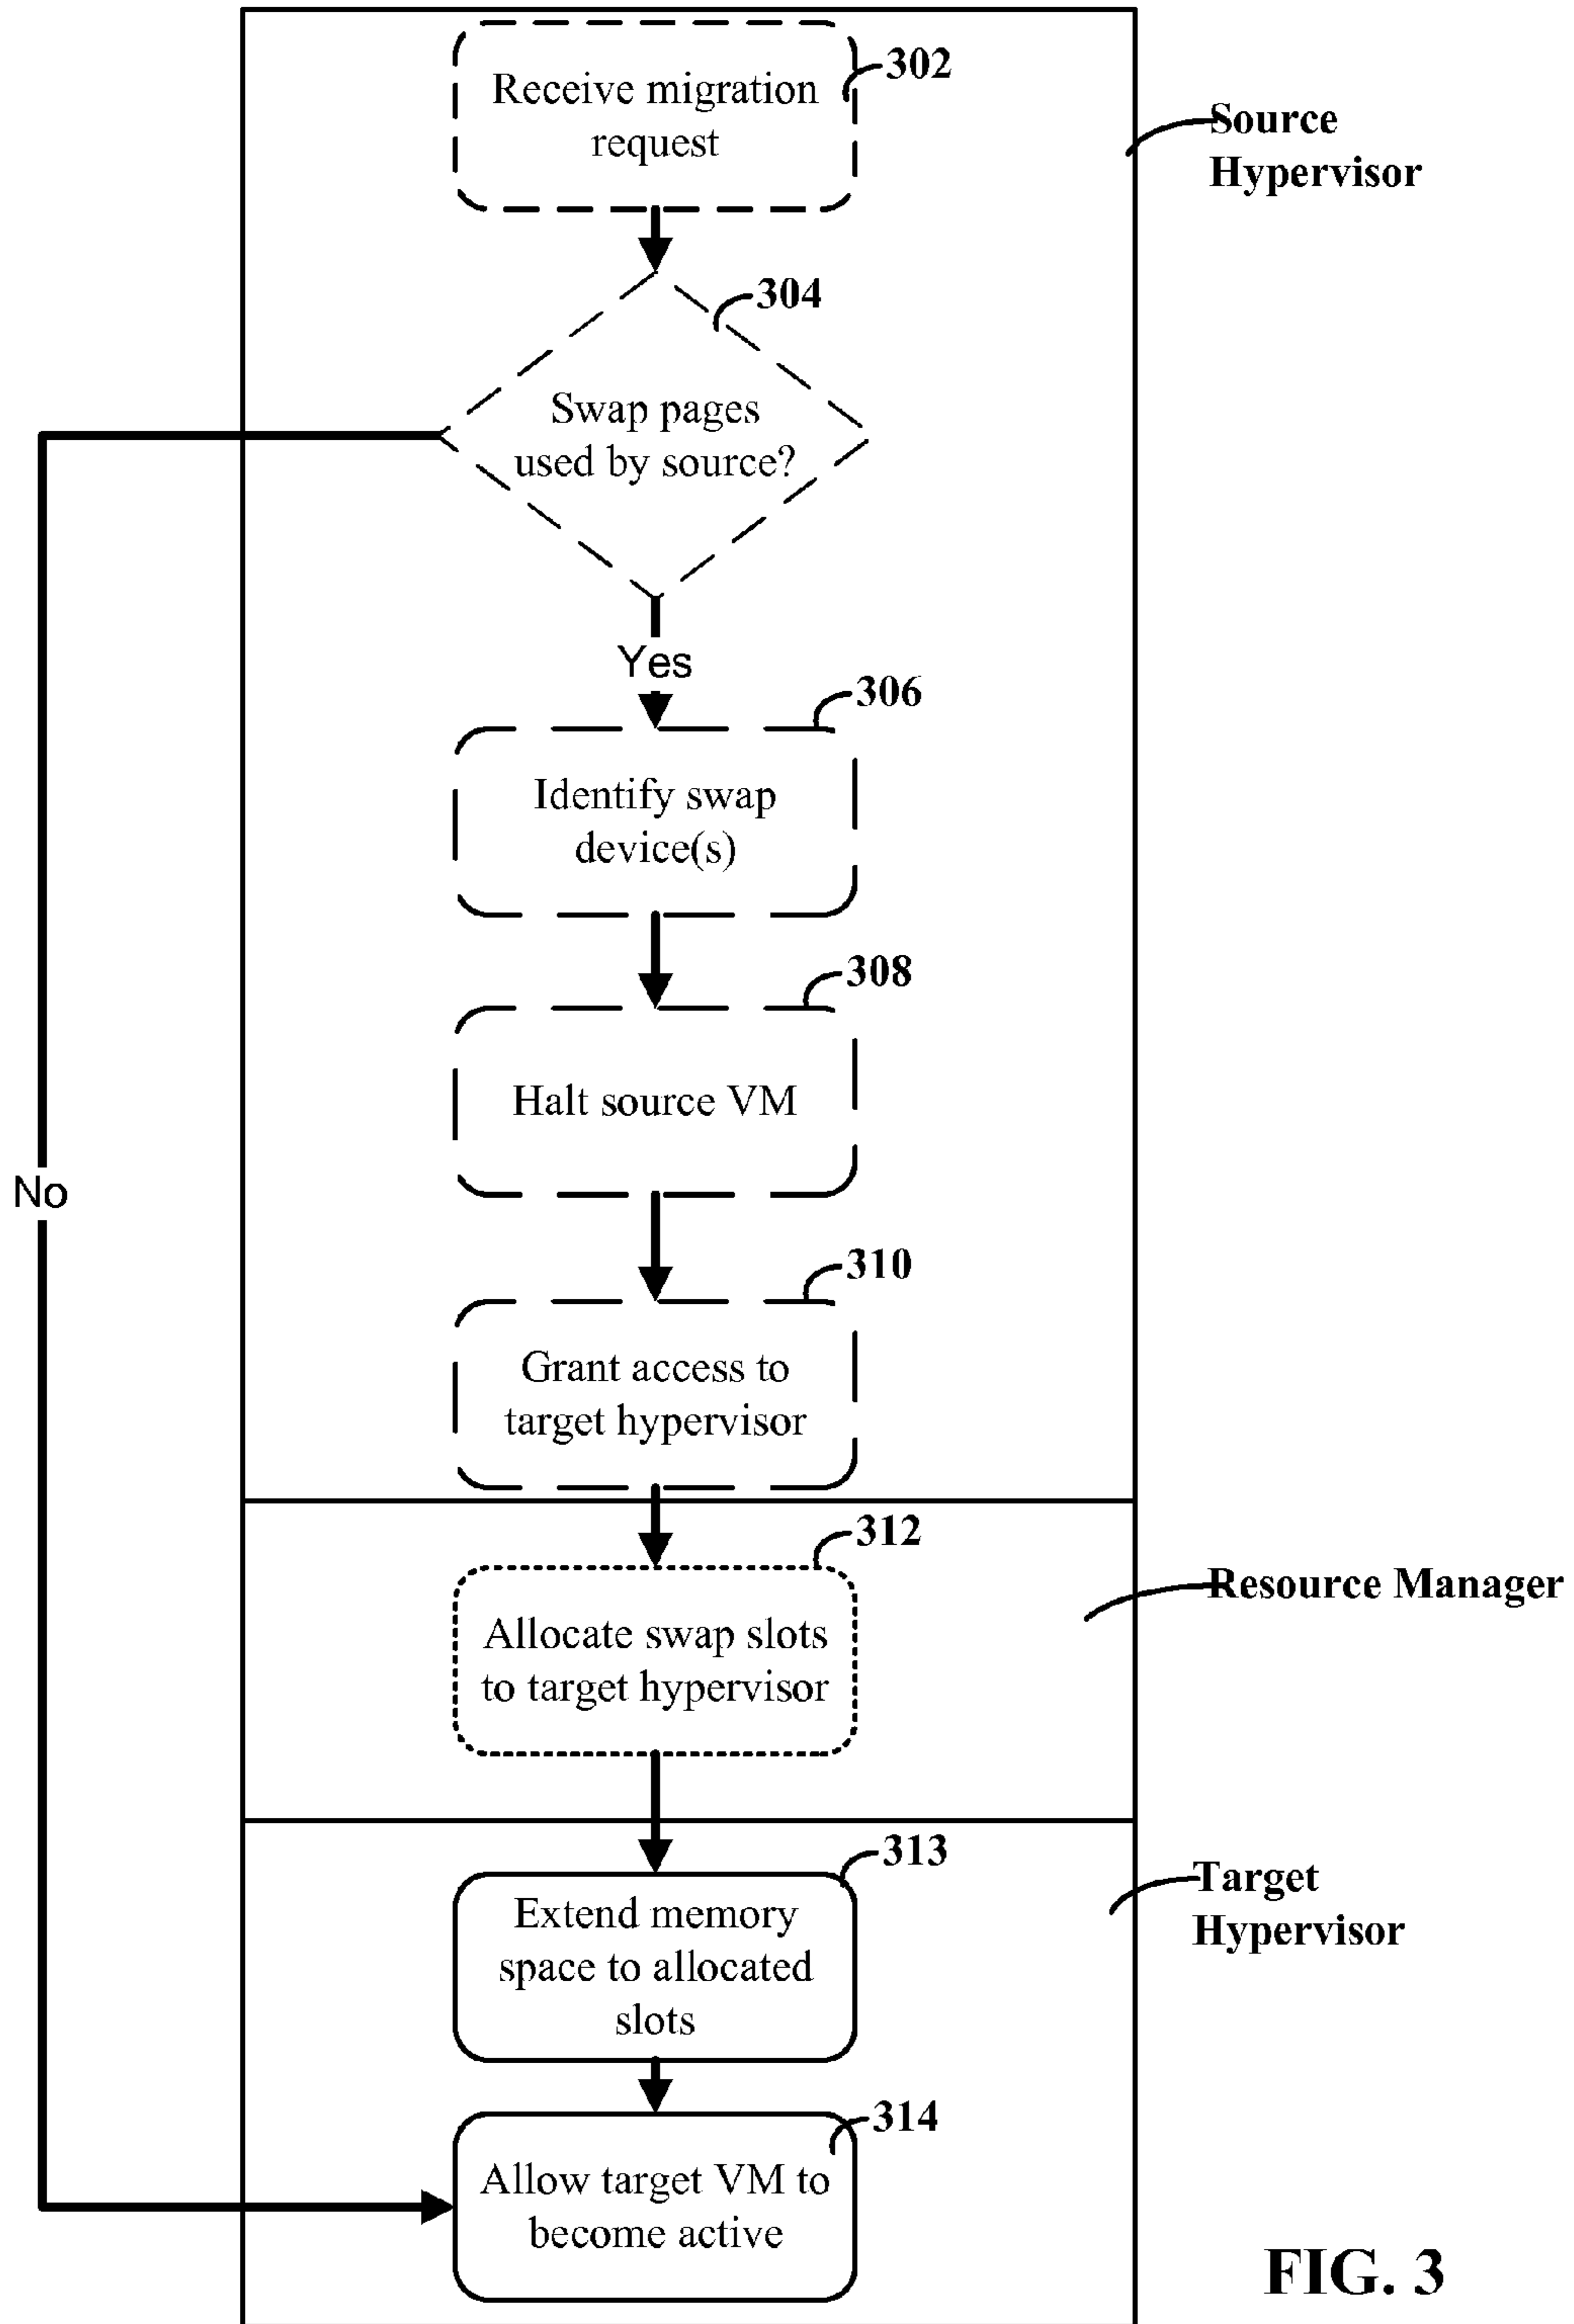 Receive migration
request
302
Source
Hypervisor
304
Swap pages
used by source?
Yes
306
Identify swap
device(s)
308
Halt source VM
No
310
Grant access to
target hypervisor
312
Resource Manager
Allocate swap slots
to target hypervisor
313
Target
Hypervisor
Extend memory
space to allocated
slots
314
Allow target VM to
become active
FIG. 3